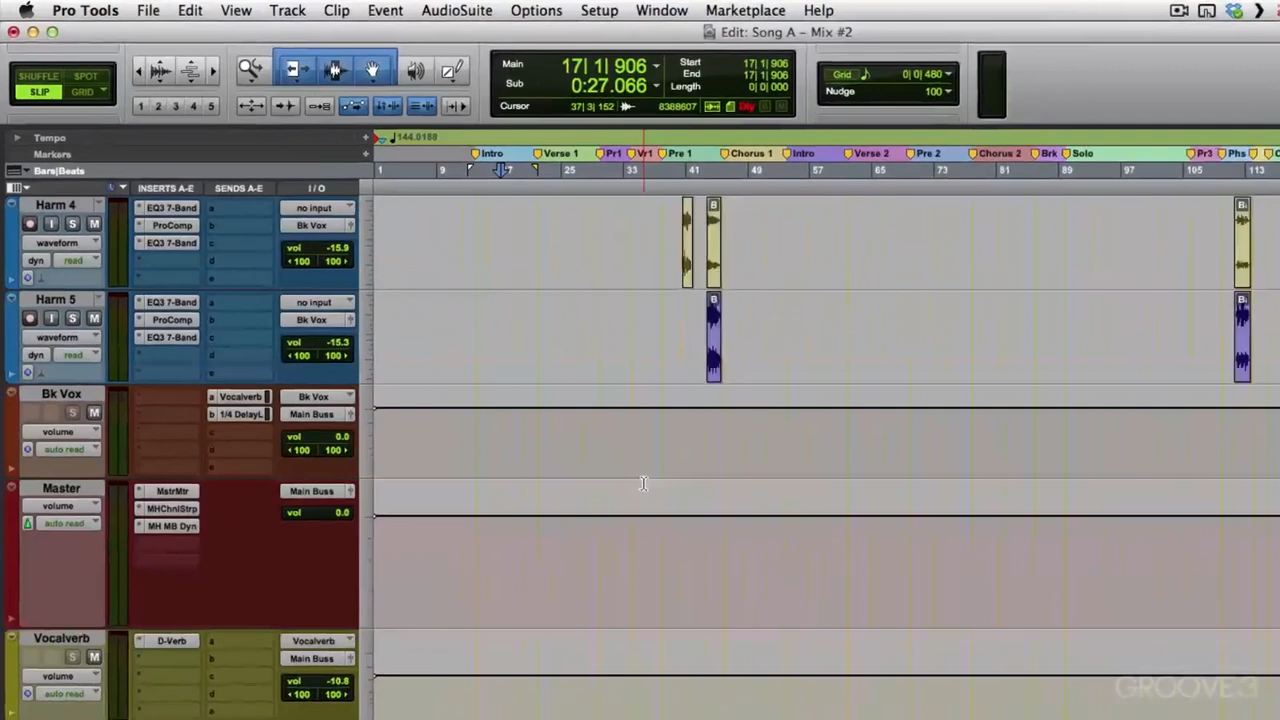 Pro Tools File Edit View Track Clip Event AudioSuite Options Setup Window Marketplace Help
Edit: Song A - Mix #2
SHUFFLE SPOT
SLIP GRID
1 2 3 4 5
Main 17| 1| 906
Sub 0:27.066
Start 17| 1| 906
End 17| 1| 906
Length 0| 0| 000
Cursor 37| 3| 152 8388607 Dly
Grid 0| 0| 480
Nudge 100
Tempo 144.0188
Markers Intro Verse 1 Pr1 Vr1 Pre 1 Chorus 1 Intro Verse 2 Pre 2 Chorus 2 Brk Solo Pr3 Phs
Bars|Beats 1 9 17 25 33 41 49 57 65 73 81 89 97 105 113
INSERTS A-E SENDS A-E I / O
Harm 4 EQ3 7-Band a no input
I S M ProComp b Bk Vox
waveform EQ3 7-Band c vol -15.9
dyn read d 100 100
e
B B
Harm 5 EQ3 7-Band a no input
I S M ProComp b Bk Vox
waveform EQ3 7-Band c vol -15.3
dyn read d 100 100
e
B B
Bk Vox a Vocalverb Bk Vox
S M b 1/4 DelayL Main Buss
volume c vol 0.0
auto read d 100 100
e
Master MstrMtr Main Buss
volume MHChnlStrp vol 0.0
auto read MH MB Dyn
Vocalverb D-Verb a Vocalverb
S M b Main Buss
volume c vol -10.8
auto read d 100 100
e
GROOVE3